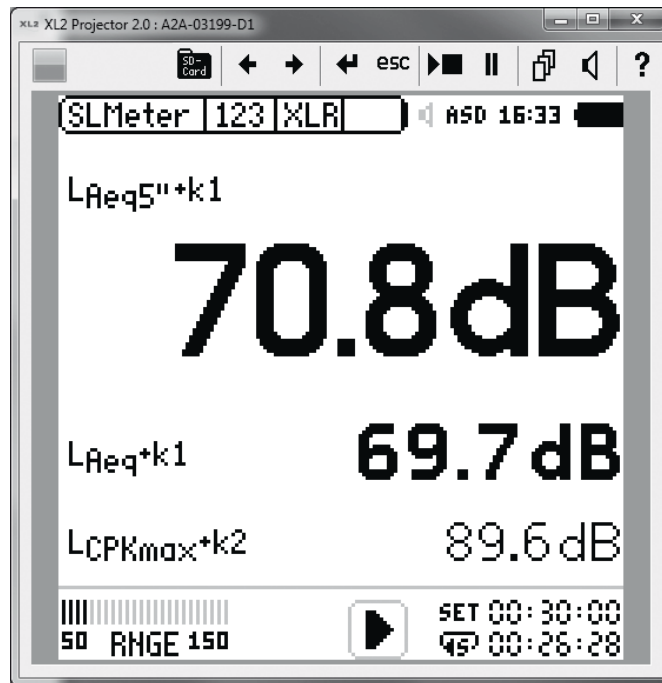 XL2 XL2 Projector 2.0 : A2A-03199-D1
SD-Card esc ?
SLMeter 123 XLR ASD 16:33
LAeq5"+k1
70.8dB
LAeq+k1 69.7dB
LCPKmax+k2 89.6dB
SET 00:30:00
50 RNGE 150 00:26:28